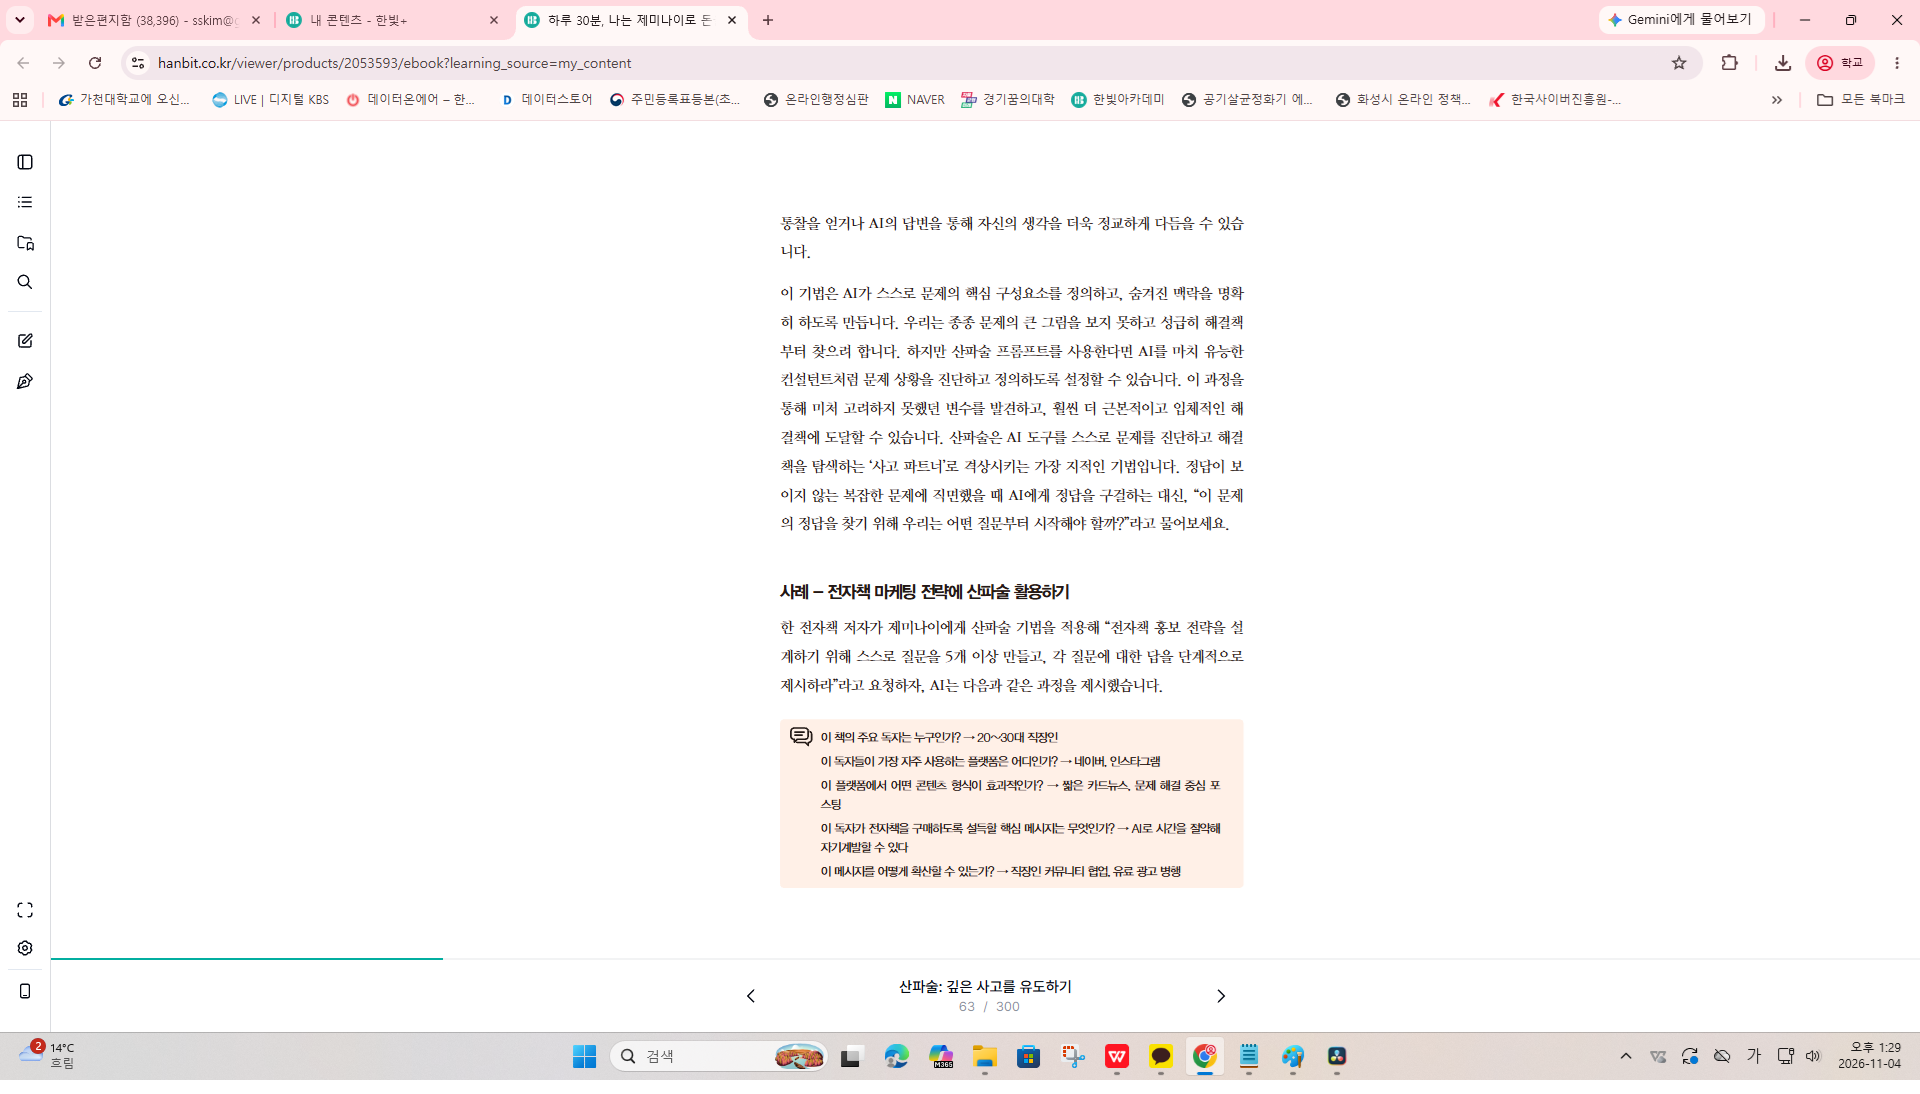 받은편지함 (38,396) - sskim@
내 콘텐츠 - 한빛+
하루 30분, 나는 제미나이로 돈
Gemini에게 물어보기
hanbit.co.kr/viewer/products/2053593/ebook?learning_source=my_content
학교
가천대학교에 오신...
LIVE | 디지털 KBS
데이터온에어 – 한...
데이터스토어
주민등록표등본(초...
온라인행정심판
NAVER
경기꿈의대학
한빛아카데미
공기살균정화기 에...
화성시 온라인 정책...
한국사이버진흥원-...
모든 북마크
통찰을 얻거나 AI의 답변을 통해 자신의 생각을 더욱 정교하게 다듬을 수 있습
니다.
이 기법은 AI가 스스로 문제의 핵심 구성요소를 정의하고, 숨겨진 맥락을 명확
히 하도록 만듭니다. 우리는 종종 문제의 큰 그림을 보지 못하고 성급히 해결책
부터 찾으려 합니다. 하지만 산파술 프롬프트를 사용한다면 AI를 마치 유능한
컨설턴트처럼 문제 상황을 진단하고 정의하도록 설정할 수 있습니다. 이 과정을
통해 미처 고려하지 못했던 변수를 발견하고, 훨씬 더 근본적이고 입체적인 해
결책에 도달할 수 있습니다. 산파술은 AI 도구를 스스로 문제를 진단하고 해결
책을 탐색하는 ‘사고 파트너’로 격상시키는 가장 지적인 기법입니다. 정답이 보
이지 않는 복잡한 문제에 직면했을 때 AI에게 정답을 구걸하는 대신, “이 문제
의 정답을 찾기 위해 우리는 어떤 질문부터 시작해야 할까?”라고 물어보세요.
사례 – 전자책 마케팅 전략에 산파술 활용하기
한 전자책 저자가 제미나이에게 산파술 기법을 적용해 “전자책 홍보 전략을 설
계하기 위해 스스로 질문을 5개 이상 만들고, 각 질문에 대한 답을 단계적으로
제시하라”라고 요청하자, AI는 다음과 같은 과정을 제시했습니다.
이 책의 주요 독자는 누구인가? → 20~30대 직장인
이 독자들이 가장 자주 사용하는 플랫폼은 어디인가? → 네이버, 인스타그램
이 플랫폼에서 어떤 콘텐츠 형식이 효과적인가? → 짧은 카드뉴스, 문제 해결 중심 포
스팅
이 독자가 전자책을 구매하도록 설득할 핵심 메시지는 무엇인가? → AI로 시간을 절약해
자기계발할 수 있다
이 메시지를 어떻게 확산할 수 있는가? → 직장인 커뮤니티 협업, 유료 광고 병행
산파술: 깊은 사고를 유도하기
63 / 300
2
14°C
흐림
검색
M365
가
오후 1:29
2026-11-04